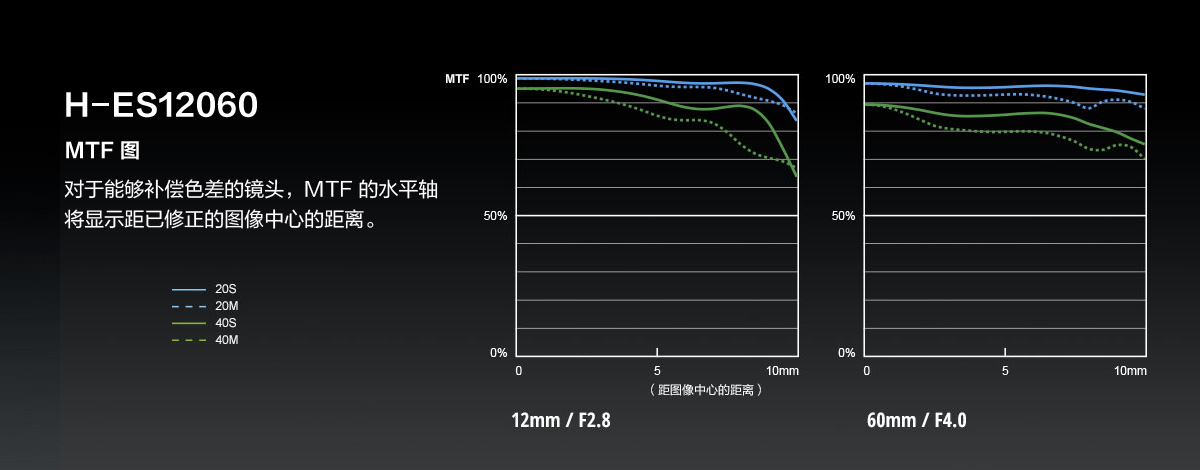 H-ES12060
MTF 图
对于能够补偿色差的镜头，MTF 的水平轴
将显示距已修正的图像中心的距离。
20S
20M
40S
40M
MTF 100%
50%
0%
0 5 10mm
（ 距图像中心的距离 ）
12mm / F2.8
100%
50%
0%
0 5 10mm
60mm / F4.0